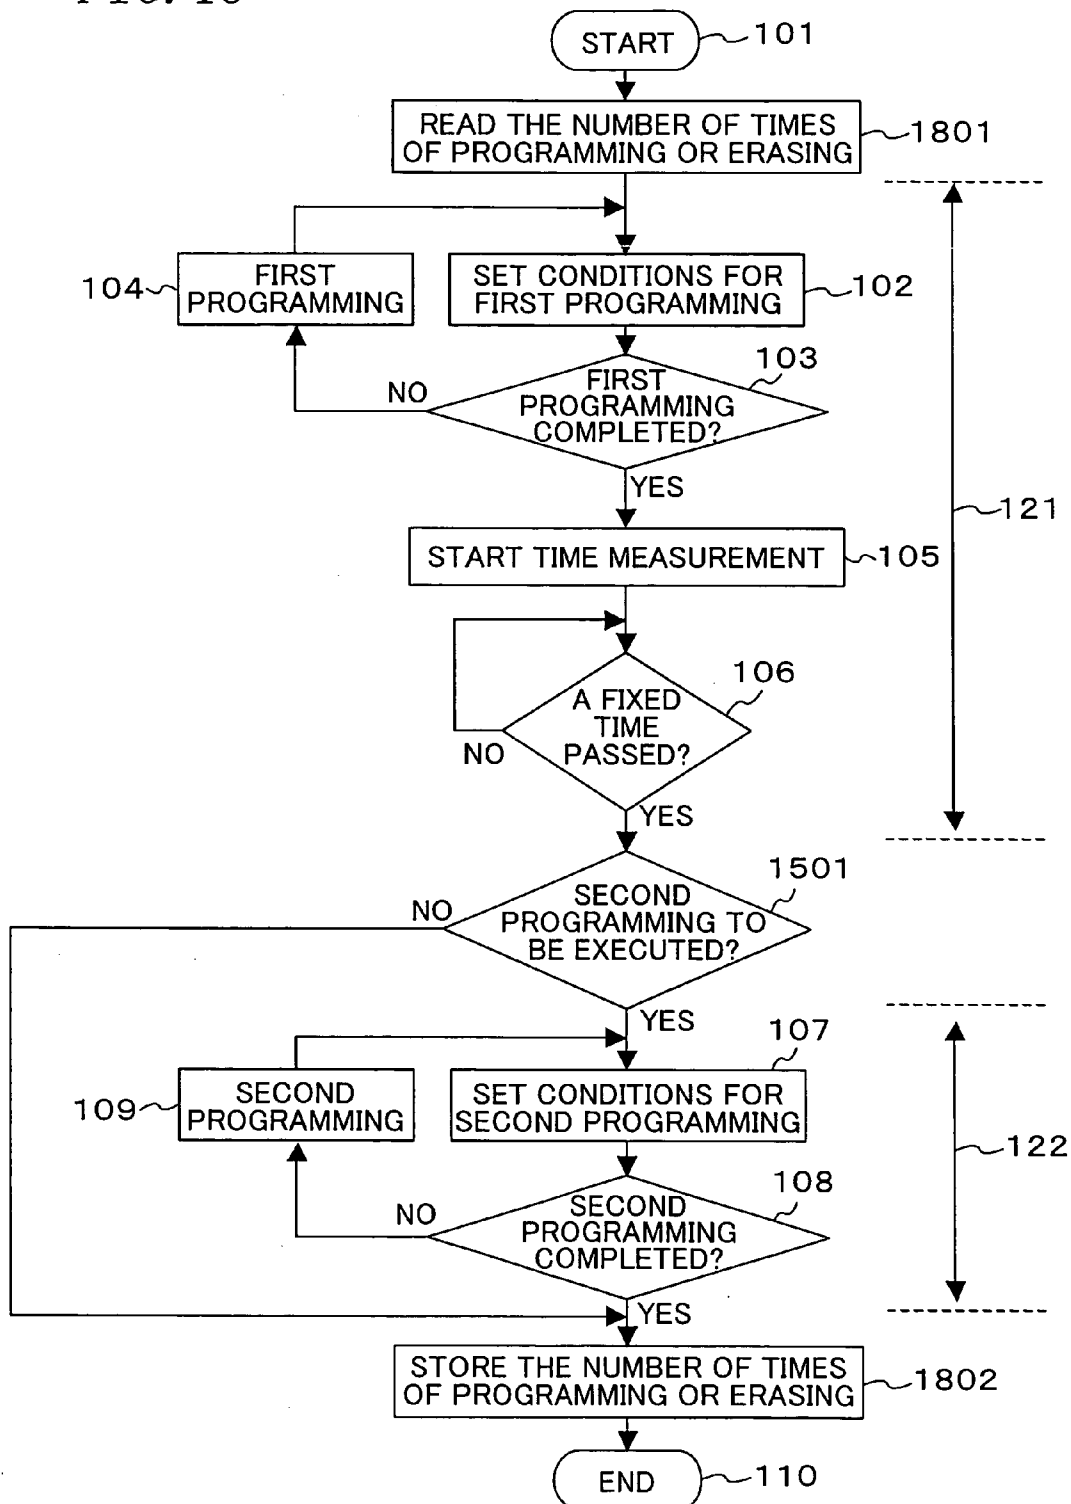 START
101
READ THE NUMBER OF TIMES
OF PROGRAMMING OR ERASING
1801
FIRST
PROGRAMMING
104
SET CONDITIONS FOR
FIRST PROGRAMMING
102
103
FIRST
PROGRAMMING
COMPLETED?
NO
YES
121
START TIME MEASUREMENT
105
106
A FIXED
TIME
PASSED?
NO
YES
1501
SECOND
PROGRAMMING TO
BE EXECUTED?
NO
YES
107
SECOND
PROGRAMMING
109
SET CONDITIONS FOR
SECOND PROGRAMMING
122
108
SECOND
PROGRAMMING
COMPLETED?
NO
YES
STORE THE NUMBER OF TIMES
OF PROGRAMMING OR ERASING
1802
END
110